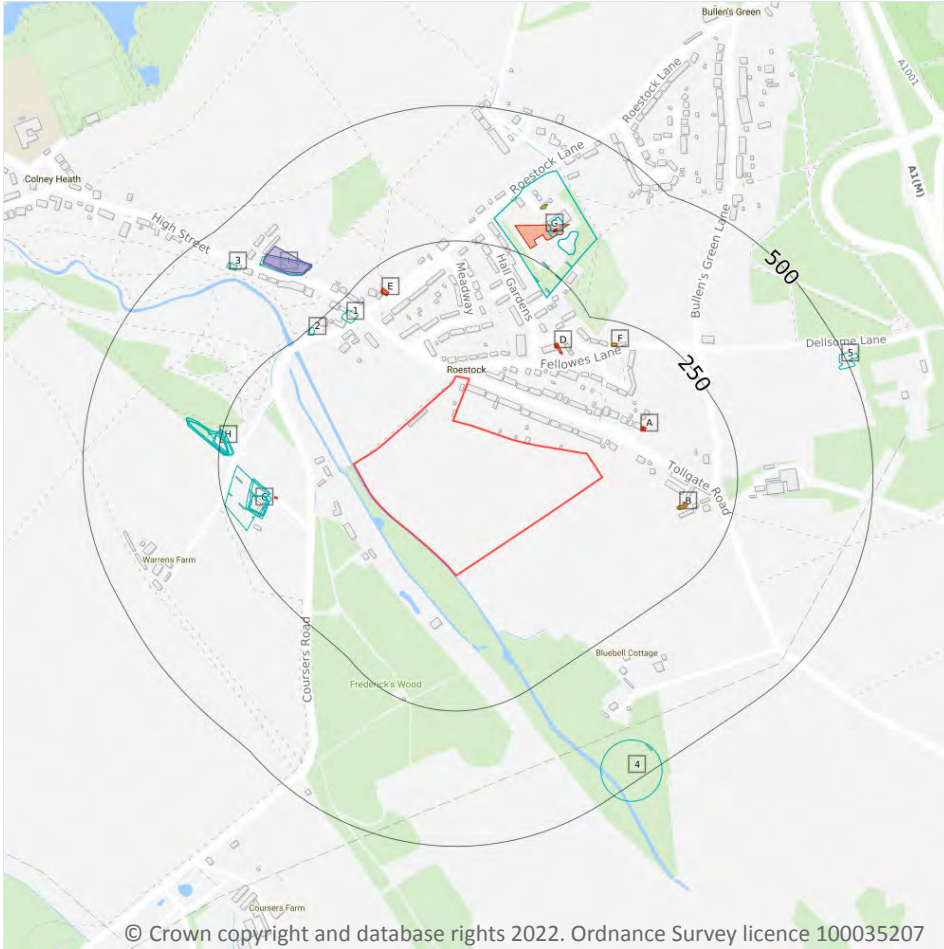 Bullen's Green
Roestock Lane
A1001
A1(M)
Colney Heath
Roestock Lane
High Street
G
Bullens Green Lane
500
3
E
Meadway
Hall Gardens
1
2
D
F
Fellowes Lane
Dellsome Lane
5
250
Roestock
A
H
Tollgate Road
C
B
Warrens Farm
Coursers Road
Bluebell Cottage
Frederick's Wood
4
Coursers Farm
© Crown copyright and database rights 2022. Ordnance Survey licence 100035207